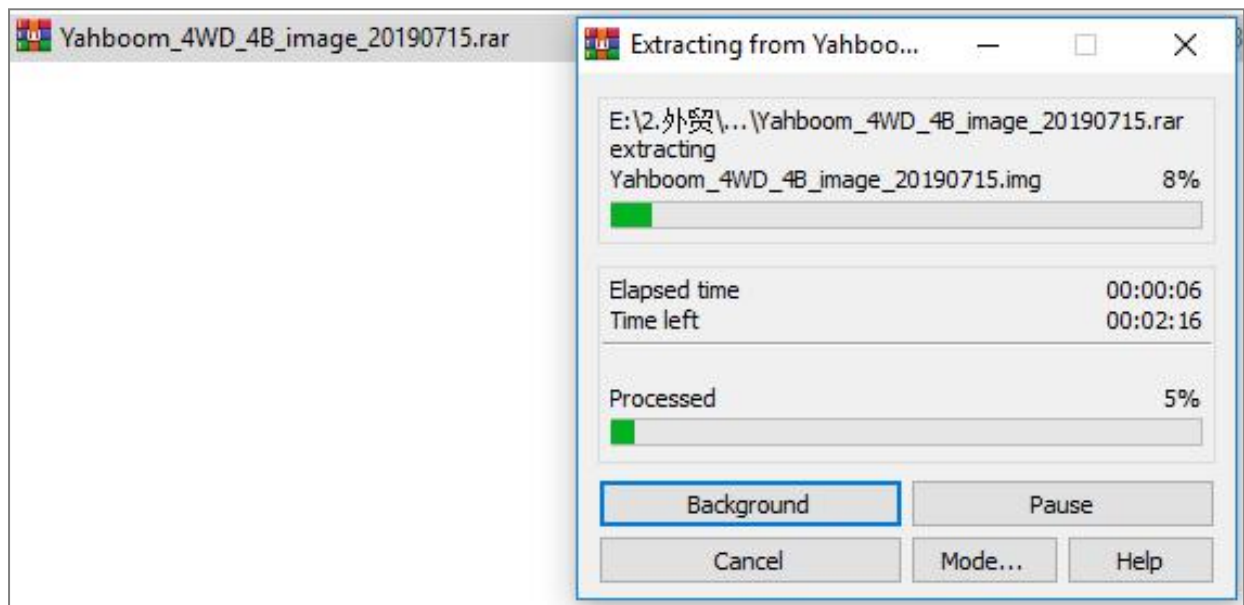 Yahboom_4WD_4B_image_20190715.rar
Extracting from Yahboo...
E:\2.外贸\...\Yahboom_4WD_4B_image_20190715.rar
extracting
Yahboom_4WD_4B_image_20190715.img 8%
Elapsed time 00:00:06
Time left 00:02:16
Processed 5%
Background Pause
Cancel Mode... Help